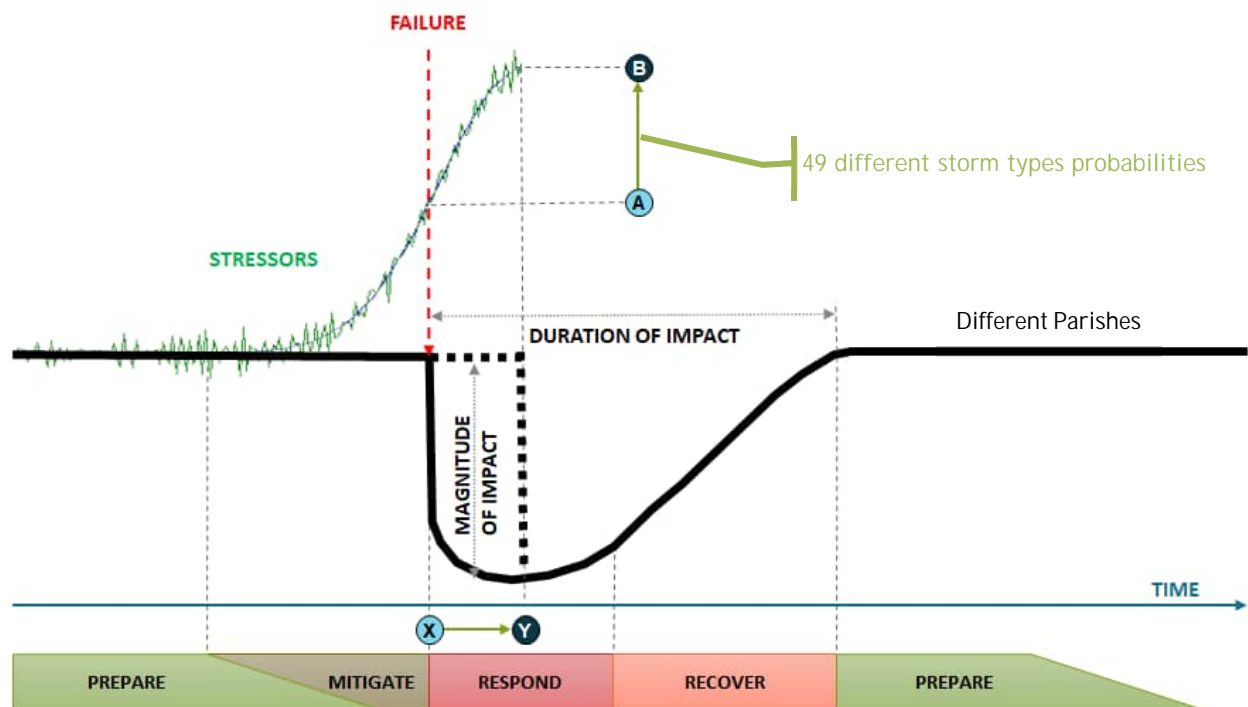 FAILURE
B
49 different storm types probabilities
A
STRESSORS
DURATION OF IMPACT
Different Parishes
MAGNITUDE
OF IMPACT
TIME
X
Y
PREPARE
MITIGATE
RESPOND
RECOVER
PREPARE